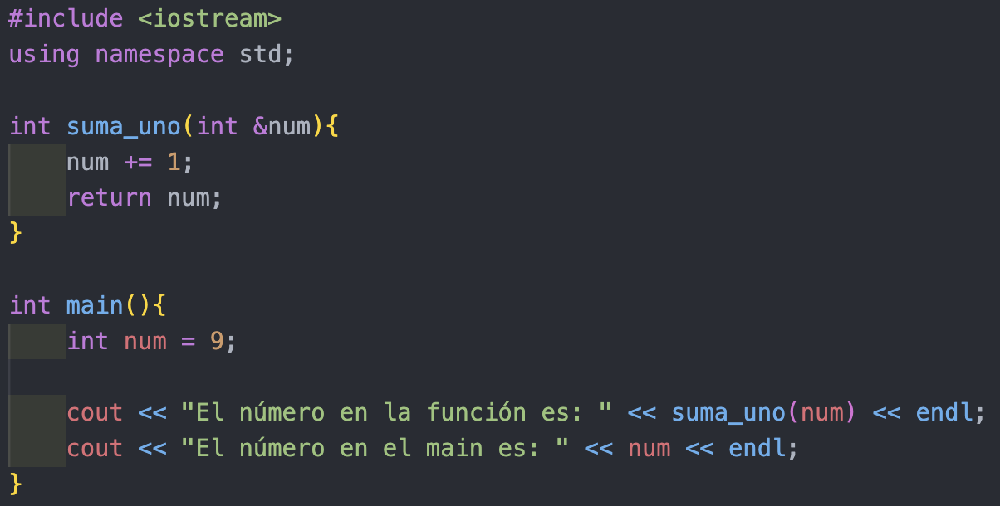 #include <iostream>
using namespace std;
int suma_uno(int &num){
num += 1;
return num;
}
int main(){
int num = 9;
cout << "El número en la función es: " << suma_uno(num) << endl;
cout << "El número en el main es: " << num << endl;
}